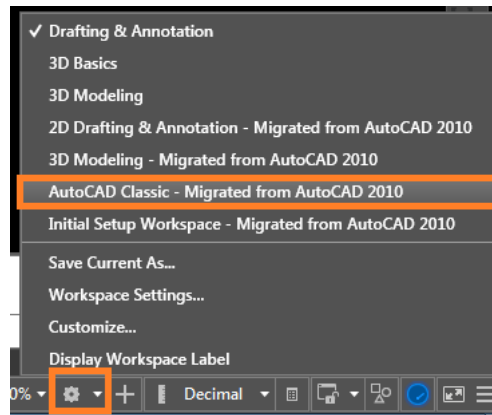 ✓ Drafting & Annotation
3D Basics
3D Modeling
2D Drafting & Annotation - Migrated from AutoCAD 2010
3D Modeling - Migrated from AutoCAD 2010
AutoCAD Classic - Migrated from AutoCAD 2010
Initial Setup Workspace - Migrated from AutoCAD 2010
Save Current As...
Workspace Settings...
Customize...
Display Workspace Label
0% Decimal